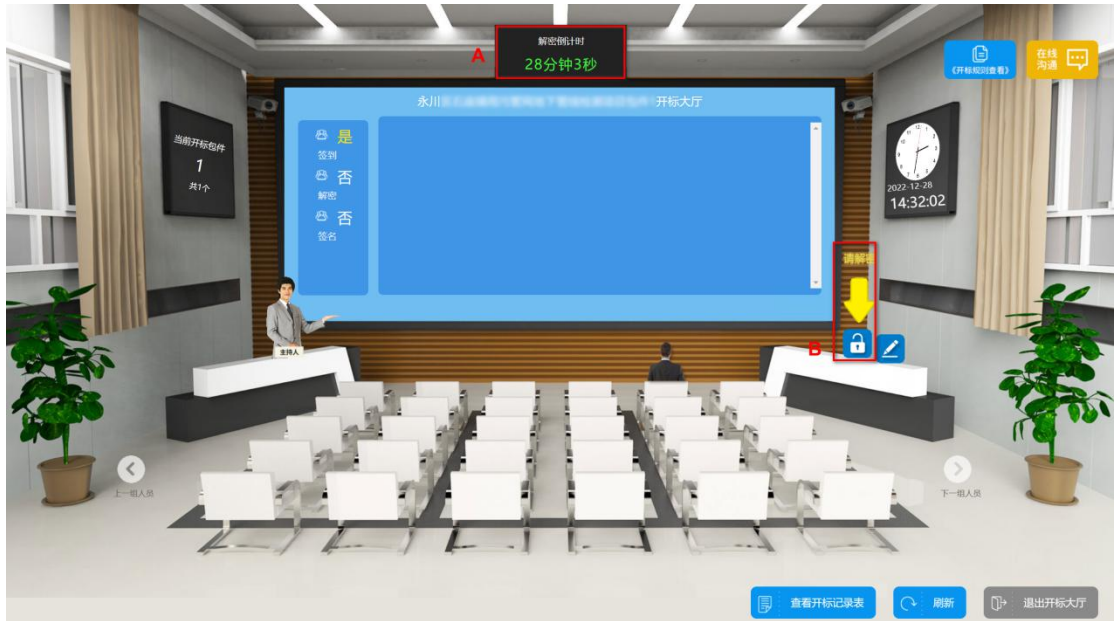 A
解密倒计时
28分钟3秒
《开标规则查看》
在线
沟通
永川
开标大厅
当前开标包件
1
共1个
是
签到
否
解密
否
签名
2022-12-28
14:32:02
请解密
B
主持人
上一组人员
下一组人员
查看开标记录表
刷新
退出开标大厅